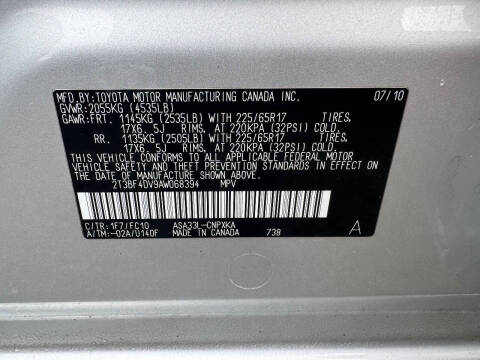 MFD.BY:TOYOTA MOTOR MANUFACTURING CANADA INC. 07/10
GVWR:2055KG (4535LB)
GAWR:FRT. 1145KG (2535LB) WITH 225/65R17 TIRES,
17X6.5J RIMS, AT 220KPA (32PSI) COLD.
RR. 1135KG (2505LB) WITH 225/65R17 TIRES,
17X6.5J RIMS, AT 220KPA (32PSI) COLD.
THIS VEHICLE CONFORMS TO ALL APPLICABLE FEDERAL MOTOR
VEHICLE SAFETY AND THEFT PREVENTION STANDARDS IN EFFECT
ON THE DATE OF MANUFACTURE SHOWN ABOVE.
2T3BF4DV9AW068394 MPV
C/TR:1F7/FC10 ASA33L-CNPXKA
A/TM:-02A/U140F MADE IN CANADA 738 A